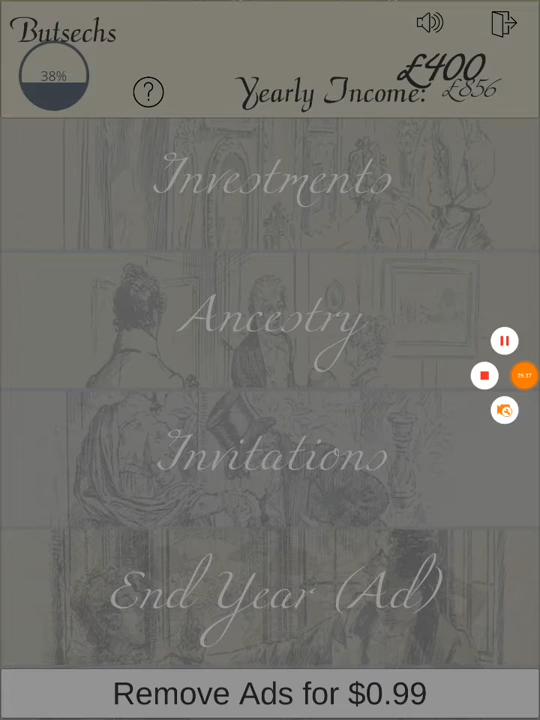 Butsechs
38%
?
£400
Yearly Income: £856
Investments
Ancestry
Invitations
End Year (Ad)
Remove Ads for $0.99